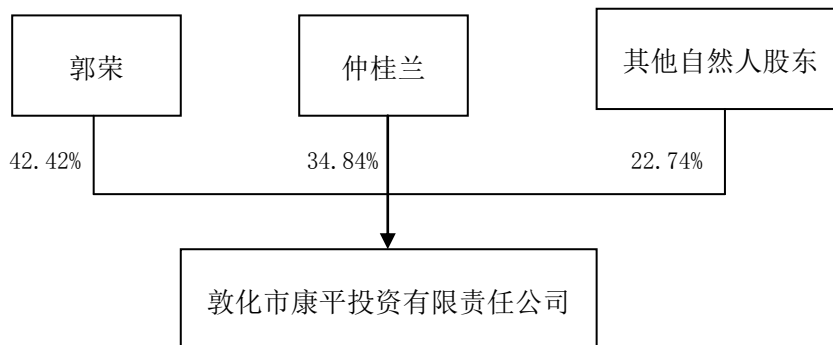 郭荣
仲桂兰
其他自然人股东
42.42%
34.84%
22.74%
敦化市康平投资有限责任公司